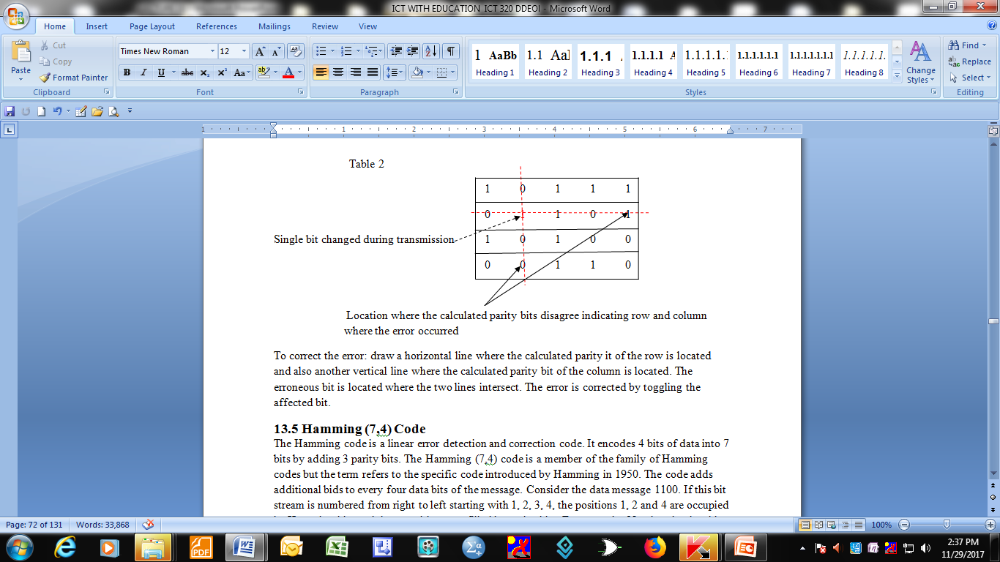 ICT WITH EDUCATION ICT 320 DDEOI - Microsoft Word
Home Insert Page Layout References Mailings Review View
Paste
Cut
Copy
Format Painter
Clipboard
Times New Roman 12
B I U abc x₂ x² Aa
Font
Paragraph
1 AaBb 1.1 Aal 1.1.1 1.1.1.1 A 1.1.1.1.1. 1.1.1.1.1.1 1.1.1.1.1.1.1 1.1.1.1.1.
Heading 1 Heading 2 Heading 3 Heading 4 Heading 5 Heading 6 Heading 7 Heading 8
Change Styles
Styles
Find
Replace
Select
Editing
1 1 2 3 4 5 6 7
Table 2
1 0 1 1 1
0 1 1 0 1
Single bit changed during transmission
1 0 1 0 0
0 0 1 1 0
Location where the calculated parity bits disagree indicating row and column
where the error occurred
To correct the error: draw a horizontal line where the calculated parity it of the row is located
and also another vertical line where the calculated parity bit of the column is located. The
erroneous bit is located where the two lines intersect. The error is corrected by toggling the
affected bit.
13.5 Hamming (7,4) Code
The Hamming code is a linear error detection and correction code. It encodes 4 bits of data into 7
bits by adding 3 parity bits. The Hamming (7,4) code is a member of the family of Hamming
codes but the term refers to the specific code introduced by Hamming in 1950. The code adds
additional bids to every four data bits of the message. Consider the data message 1100. If this bit
stream is numbered from right to left starting with 1, 2, 3, 4, the positions 1, 2 and 4 are occupied
Page: 72 of 131 Words: 33,868 100%
PDF
2:37 PM
11/29/2017